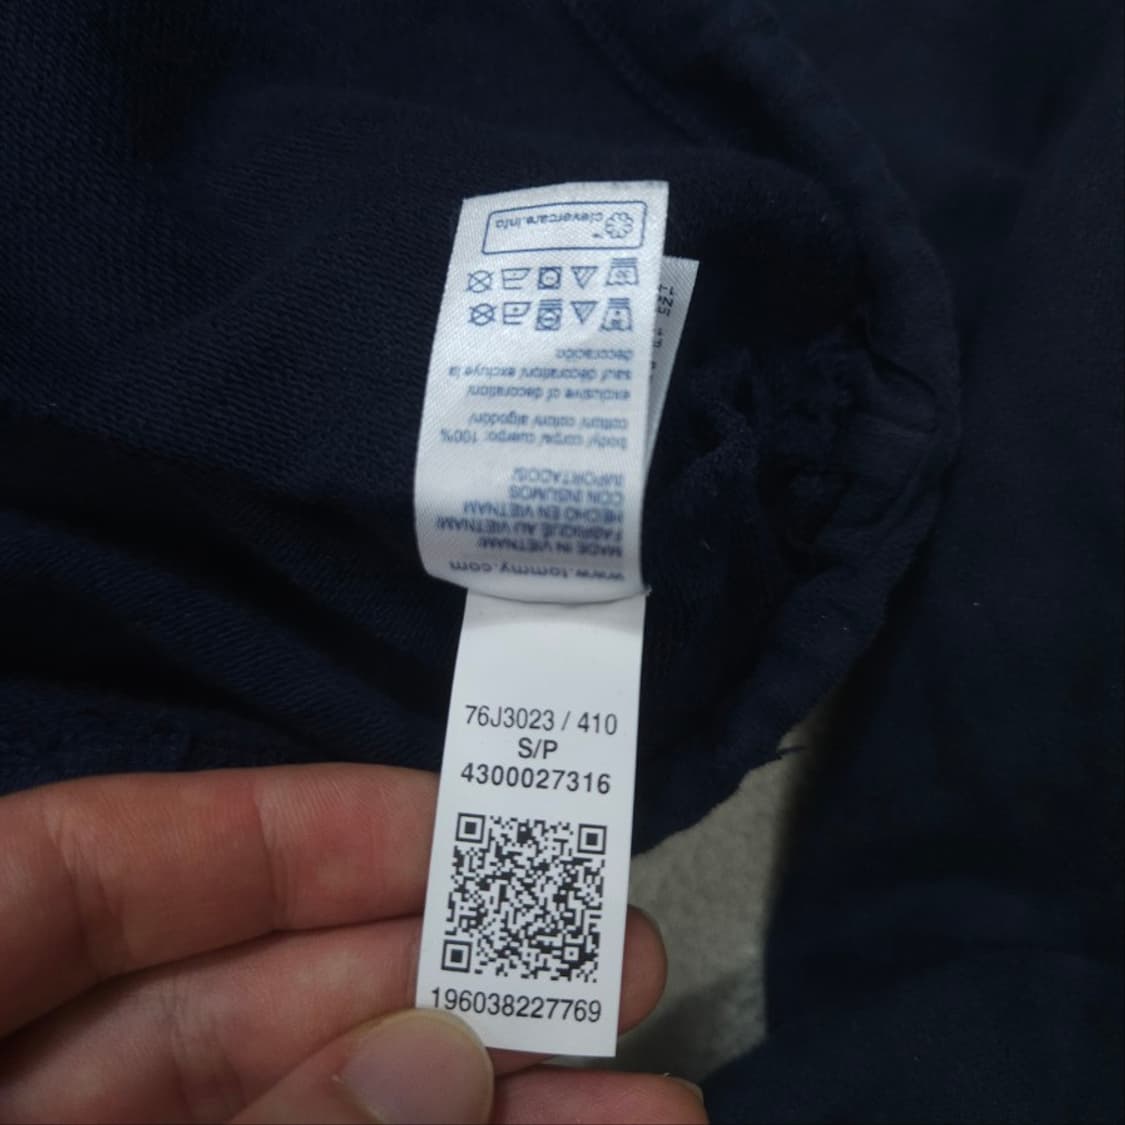 www.tommy.com
MADE IN VIETNAM/
FABRIQUÉ AU VIETNAM/
HECHO EN VIETNAM
CON INSUMOS
IMPORTADOS/
body/ corps/ cuerpo: 100%
cotton/ coton/ algodón/
exclusive of decoration/
sauf décoration/ excluye la
decoración
clevercare.info
76J3023 / 410
S/P
4300027316
196038227769